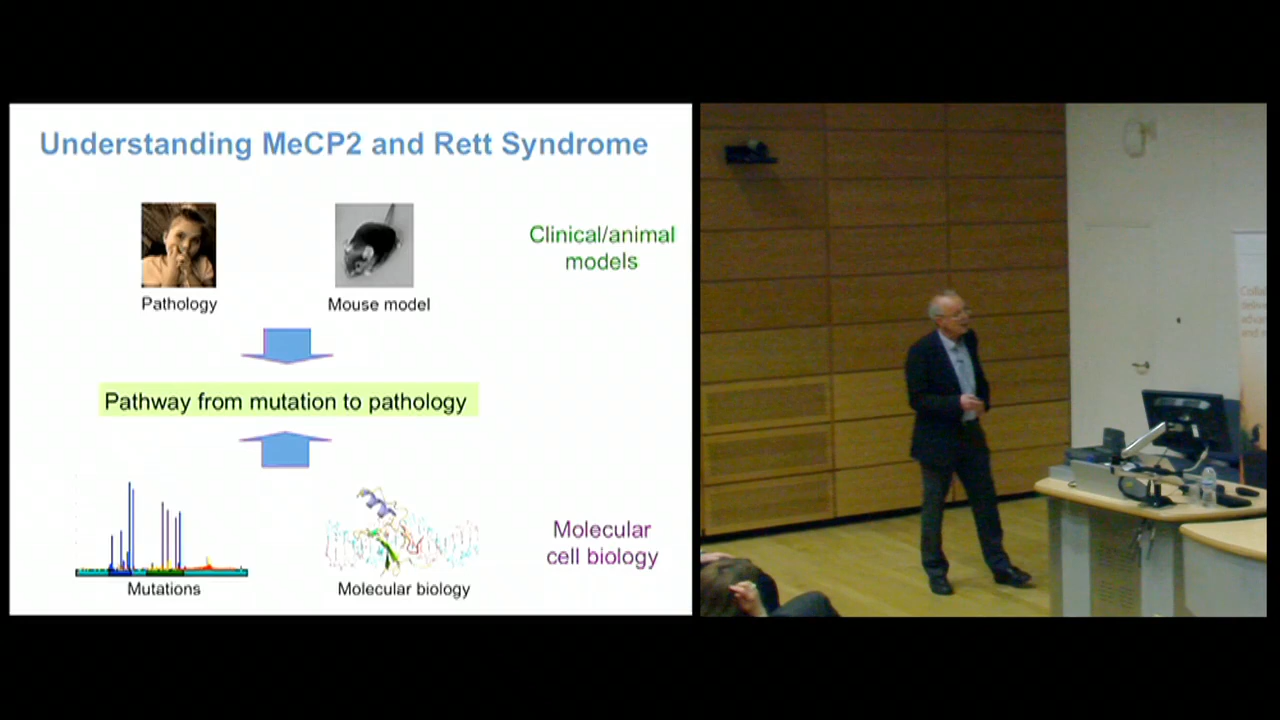 Understanding MeCP2 and Rett Syndrome
Clinical/animal
models
Pathology
Mouse model
Pathway from mutation to pathology
Molecular
cell biology
Mutations
Molecular biology
and